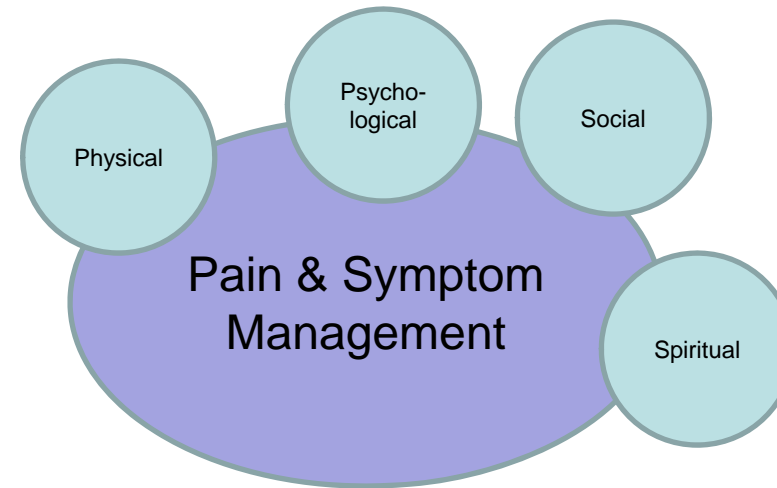 Physical
Psycho-
logical
Social
Pain & Symptom
Management
Spiritual